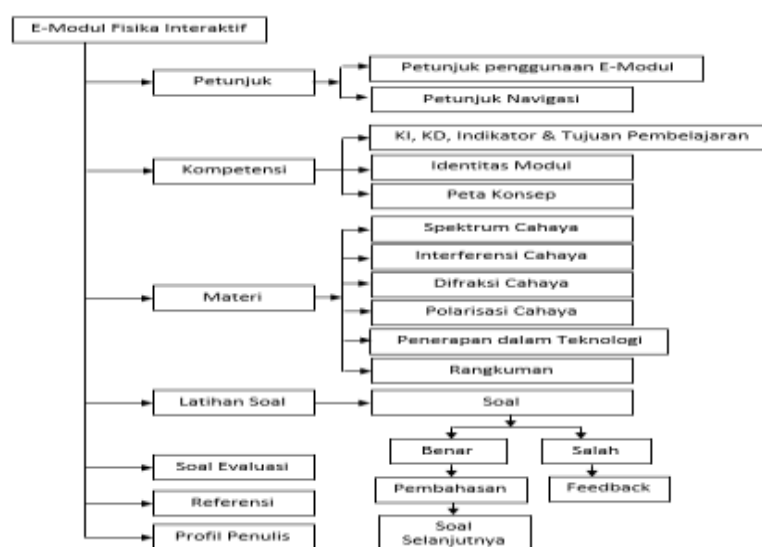 E-Modul Fisika Interaktif
Petunjuk
Petunjuk penggunaan E-Modul
Petunjuk Navigasi
Kompetensi
KI, KD, Indikator & Tujuan Pembelajaran
Identitas Modul
Peta Konsep
Materi
Spektrum Cahaya
Interferensi Cahaya
Difraksi Cahaya
Polarisasi Cahaya
Penerapan dalam Teknologi
Rangkuman
Latihan Soal
Soal
Benar
Salah
Pembahasan
Feedback
Soal
Selanjutnya
Soal Evaluasi
Referensi
Profil Penulis